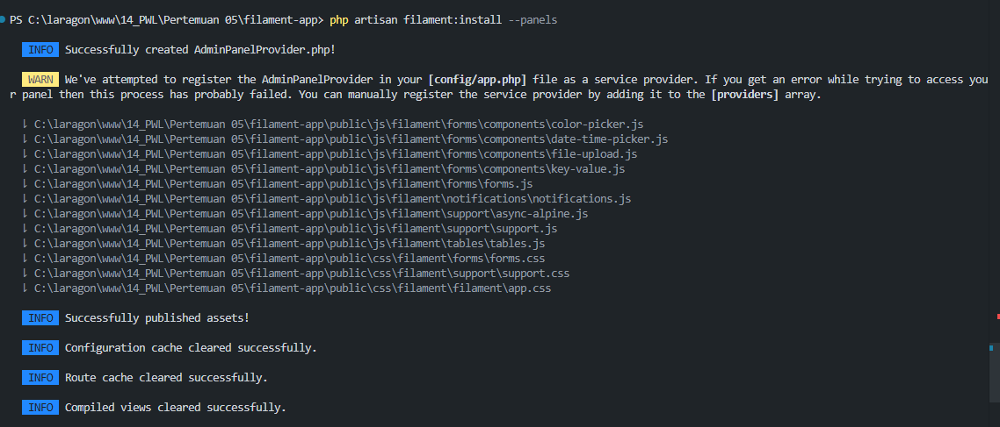 PS C:\laragon\www\14_PWL\Pertemuan 05\filament-app> php artisan filament:install --panels
INFO Successfully created AdminPanelProvider.php!
WARN We've attempted to register the AdminPanelProvider in your [config/app.php] file as a service provider. If you get an error while trying to access you
r panel then this process has probably failed. You can manually register the service provider by adding it to the [providers] array.
⇂ C:\laragon\www\14_PWL\Pertemuan 05\filament-app\public\js\filament\forms\components\color-picker.js
⇂ C:\laragon\www\14_PWL\Pertemuan 05\filament-app\public\js\filament\forms\components\date-time-picker.js
⇂ C:\laragon\www\14_PWL\Pertemuan 05\filament-app\public\js\filament\forms\components\file-upload.js
⇂ C:\laragon\www\14_PWL\Pertemuan 05\filament-app\public\js\filament\forms\components\key-value.js
⇂ C:\laragon\www\14_PWL\Pertemuan 05\filament-app\public\js\filament\forms\forms.js
⇂ C:\laragon\www\14_PWL\Pertemuan 05\filament-app\public\js\filament\notifications\notifications.js
⇂ C:\laragon\www\14_PWL\Pertemuan 05\filament-app\public\js\filament\support\async-alpine.js
⇂ C:\laragon\www\14_PWL\Pertemuan 05\filament-app\public\js\filament\support\support.js
⇂ C:\laragon\www\14_PWL\Pertemuan 05\filament-app\public\js\filament\tables\tables.js
⇂ C:\laragon\www\14_PWL\Pertemuan 05\filament-app\public\css\filament\forms\forms.css
⇂ C:\laragon\www\14_PWL\Pertemuan 05\filament-app\public\css\filament\support\support.css
⇂ C:\laragon\www\14_PWL\Pertemuan 05\filament-app\public\css\filament\filament\app.css
INFO Successfully published assets!
INFO Configuration cache cleared successfully.
INFO Route cache cleared successfully.
INFO Compiled views cleared successfully.